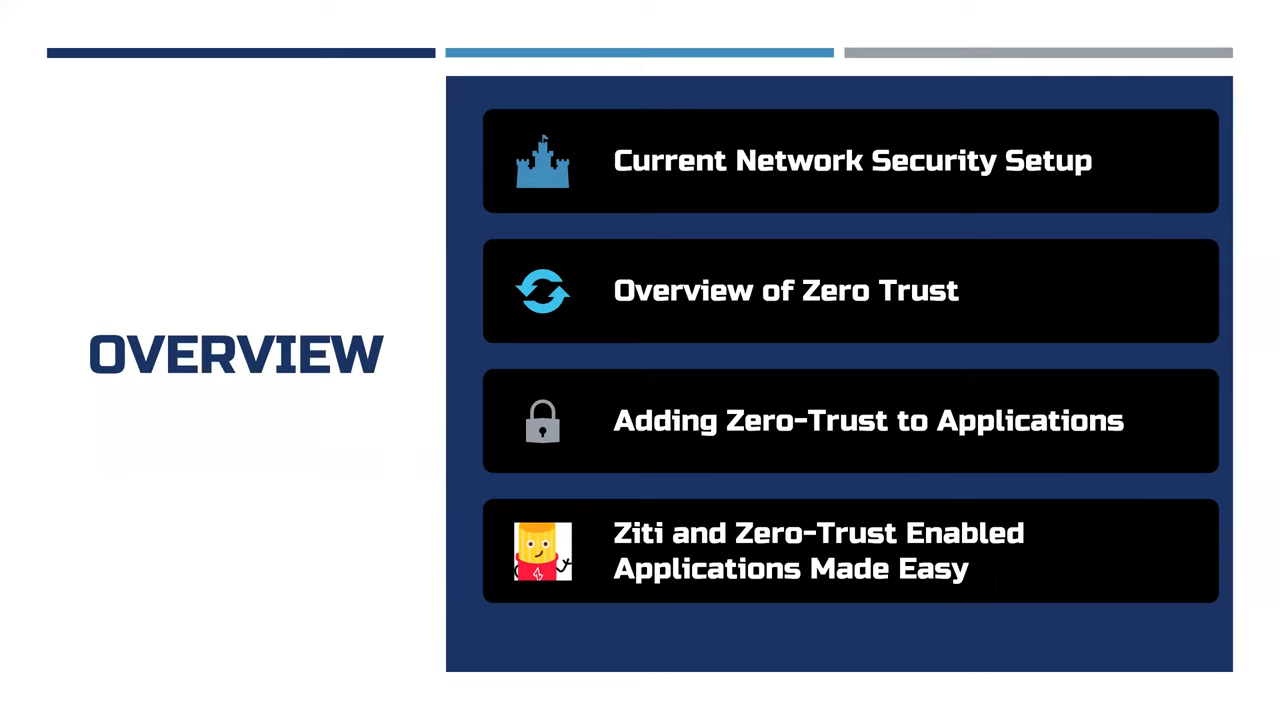 OVERVIEW
Current Network Security Setup
Overview of Zero Trust
Adding Zero-Trust to Applications
Ziti and Zero-Trust Enabled
Applications Made Easy